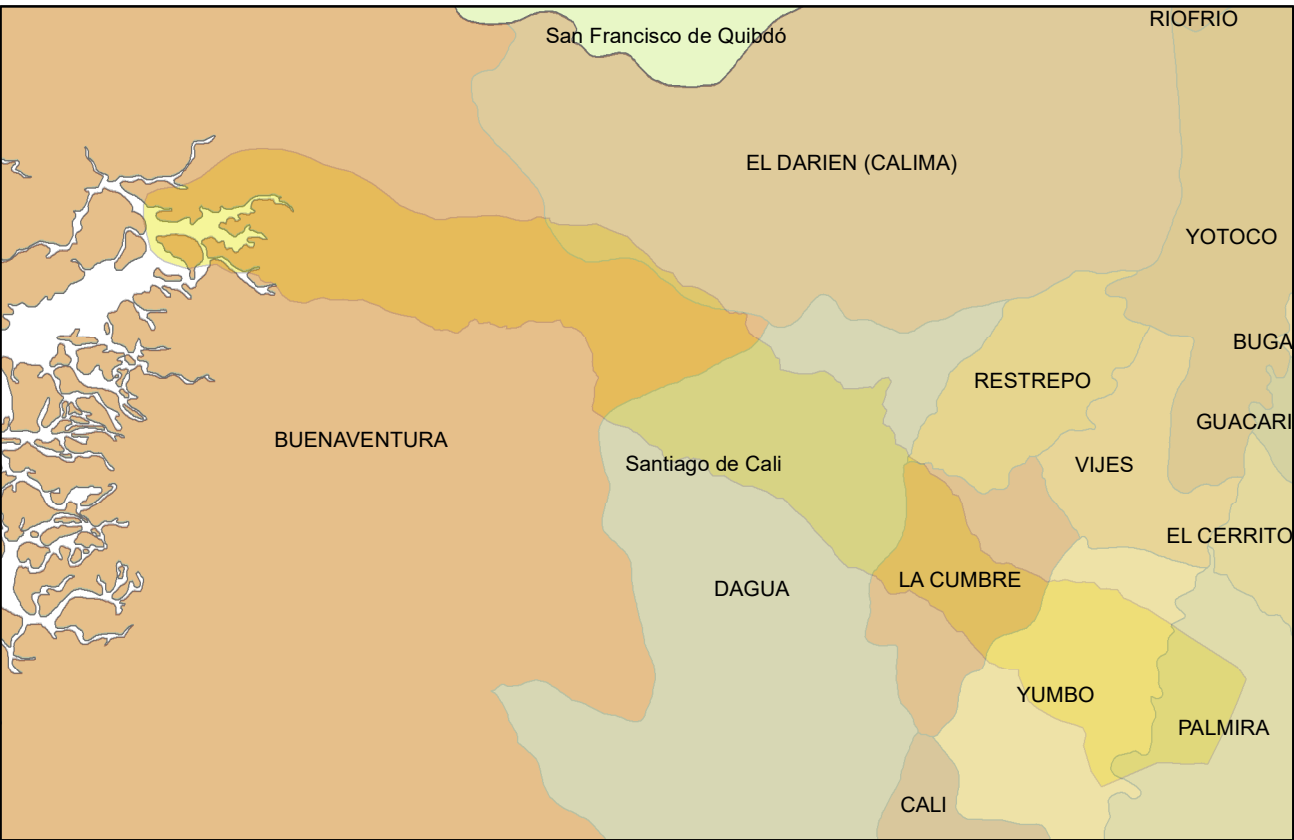 RIOFRIO
San Francisco de Quibdó
EL DARIEN (CALIMA)
YOTOCO
BUGA
RESTREPO
GUACARI
BUENAVENTURA
Santiago de Cali
VIJES
EL CERRITO
LA CUMBRE
DAGUA
YUMBO
PALMIRA
CALI